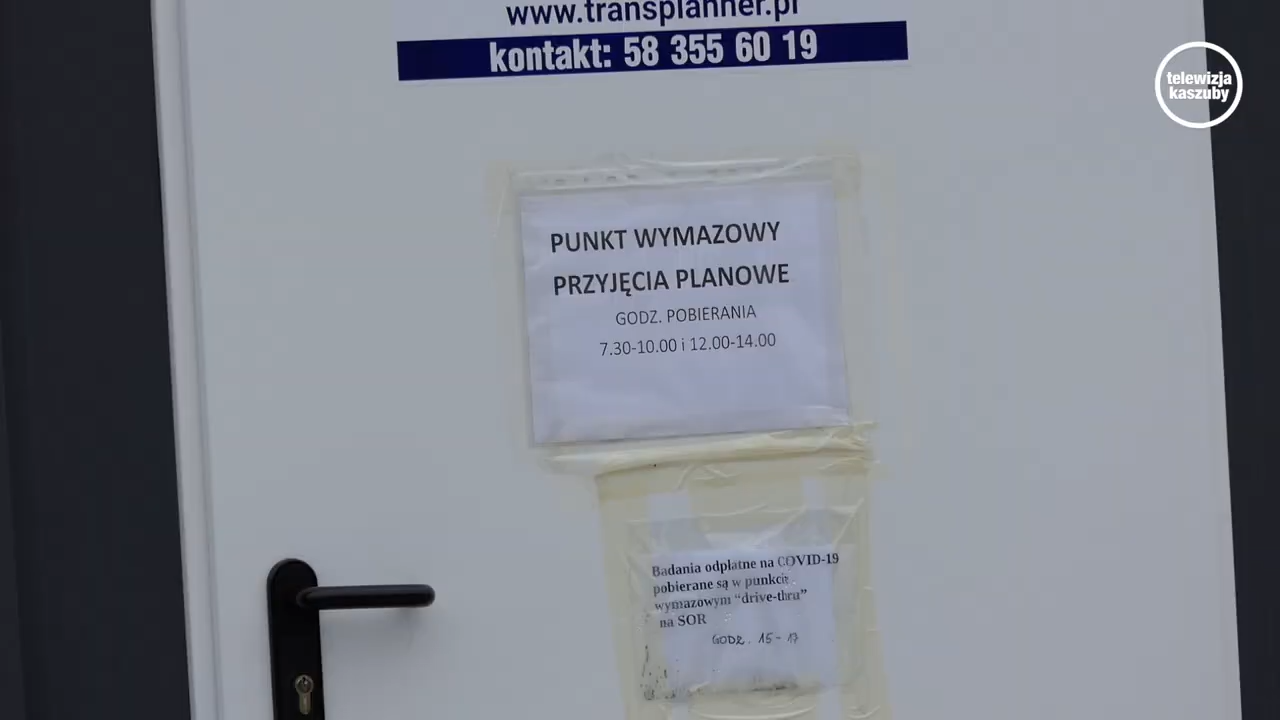 www.transplanner.pl
kontakt: 58 355 60 19
telewizja
kaszuby
PUNKT WYMAZOWY
PRZYJĘCIA PLANOWE
GODZ. POBIERANIA
7.30-10.00 i 12.00-14.00
Badania odpłatne na COVID-19
pobierane są w punkcie
wymazowym “drive-thru”
na SOR
GODZ. 15-17